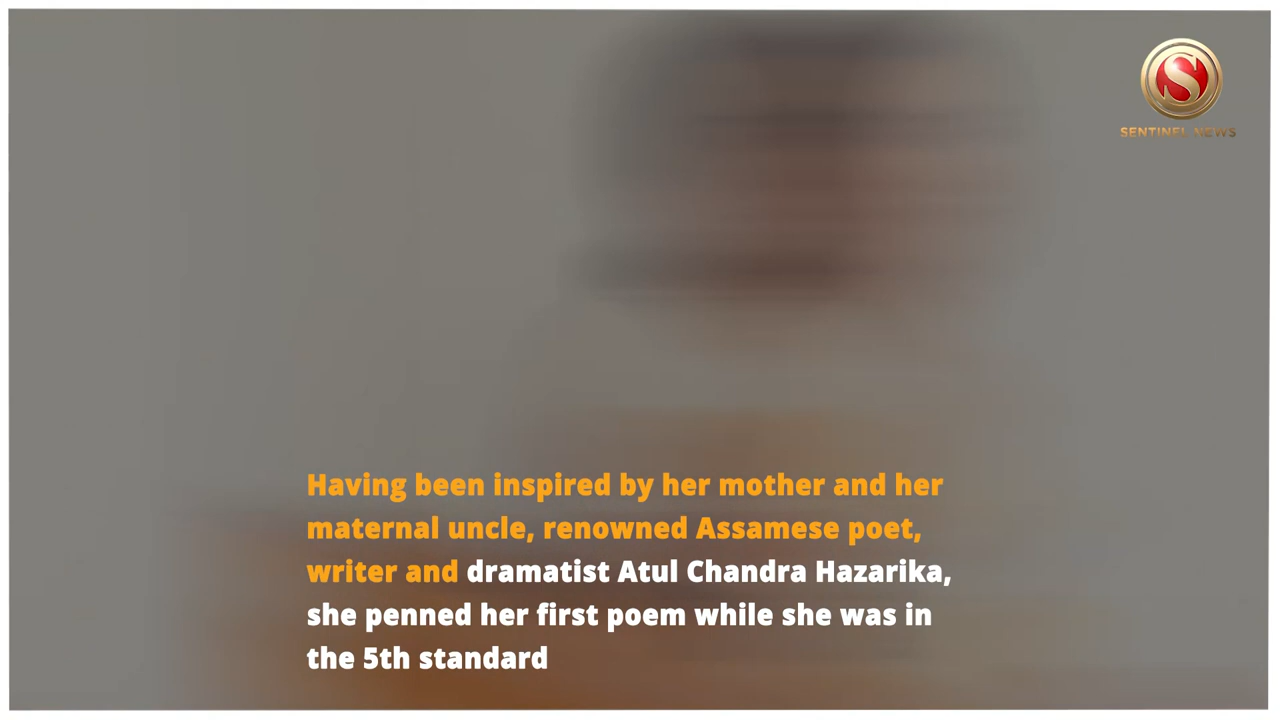 SENTINEL NEWS
Having been inspired by her mother and her
maternal uncle, renowned Assamese poet,
writer and dramatist Atul Chandra Hazarika,
she penned her first poem while she was in
the 5th standard